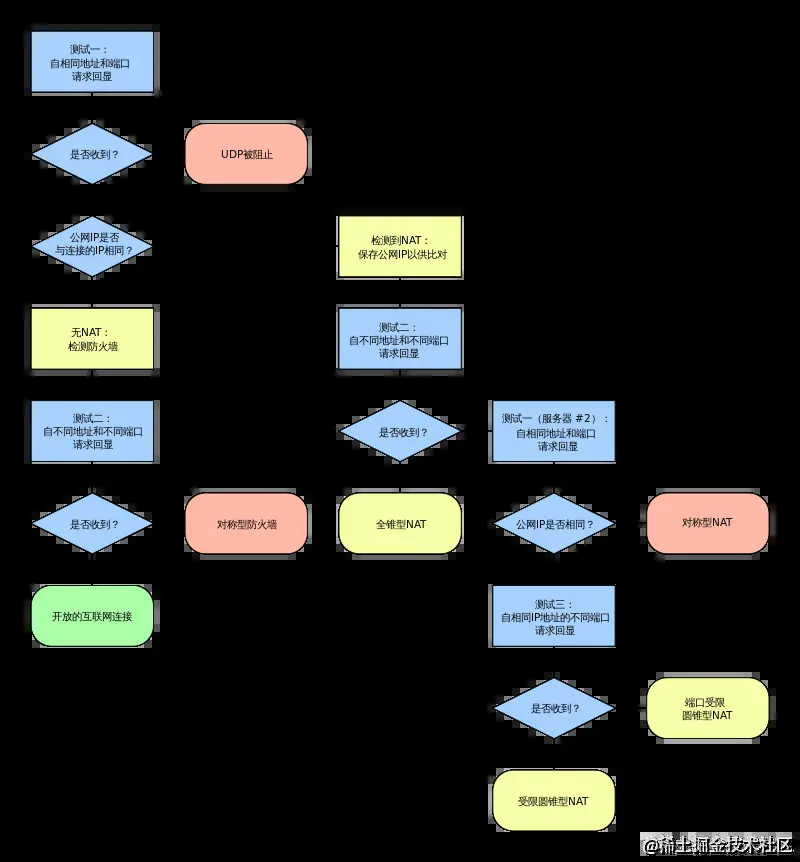 测试一：
自相同地址和端口
请求回显
是否收到？
UDP被阻止
公网IP是否
与连接的IP相同？
检测到NAT：
保存公网IP以供比对
无NAT：
检测防火墙
测试二：
自不同地址和不同端口
请求回显
测试二：
自不同地址和不同端口
请求回显
是否收到？
测试一（服务器 #2）：
自相同地址和端口
请求回显
是否收到？
对称型防火墙
全锥型NAT
公网IP是否相同？
对称型NAT
开放的互联网连接
测试三：
自相同IP地址的不同端口
请求回显
是否收到？
端口受限
圆锥型NAT
受限圆锥型NAT
@稀土掘金技术社区